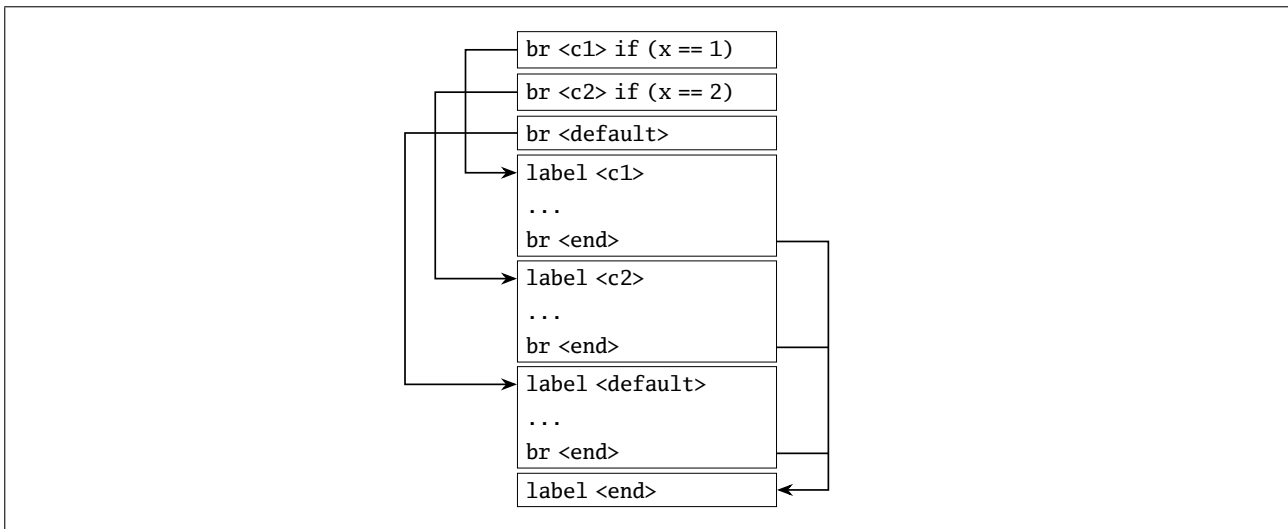 br <c1> if (x == 1)
br <c2> if (x == 2)
br <default>
label <c1>
...
br <end>
label <c2>
...
br <end>
label <default>
...
br <end>
label <end>